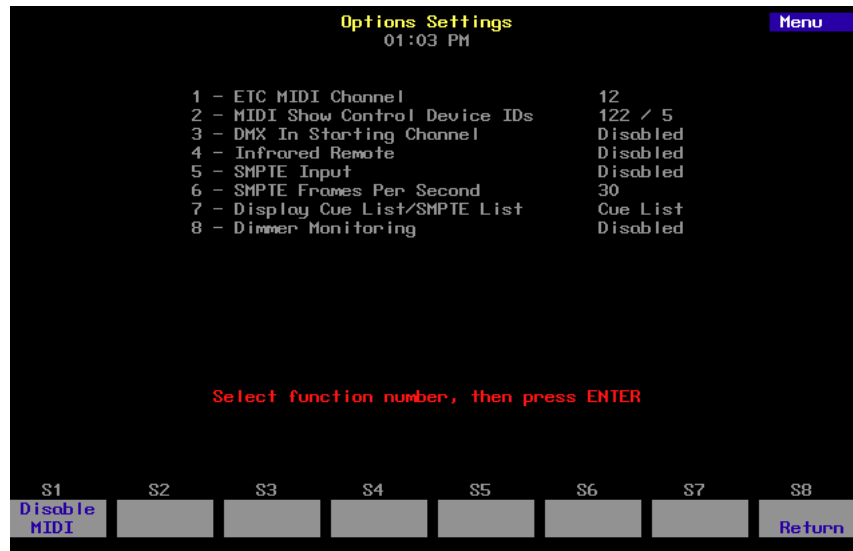 Options Settings
Menu
01:03 PM
1 - ETC MIDI Channel 12
2 - MIDI Show Control Device IDs 122 / 5
3 - DMX In Starting Channel Disabled
4 - Infrared Remote Disabled
5 - SMPTE Input Disabled
6 - SMPTE Frames Per Second 30
7 - Display Cue List/SMPTE List Cue List
8 - Dimmer Monitoring Disabled
Select function number, then press ENTER
S1 S2 S3 S4 S5 S6 S7 S8
Disable
MIDI
Return